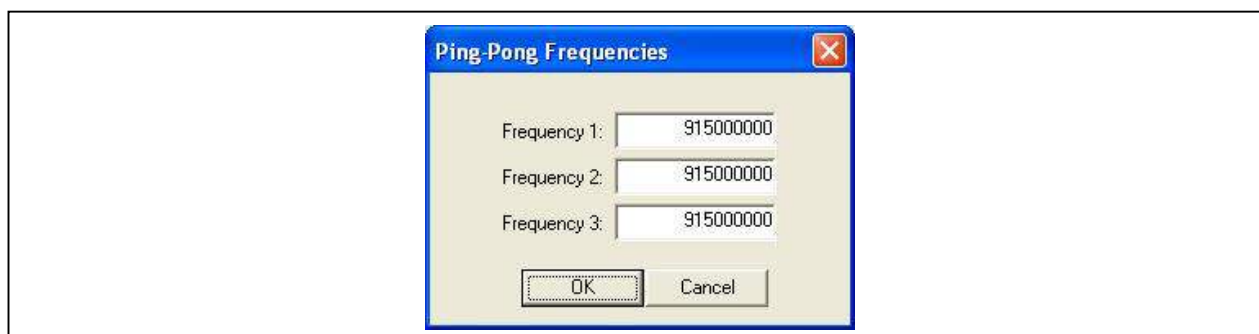 Ping-Pong Frequencies
Frequency 1: 915000000
Frequency 2: 915000000
Frequency 3: 915000000
OK Cancel